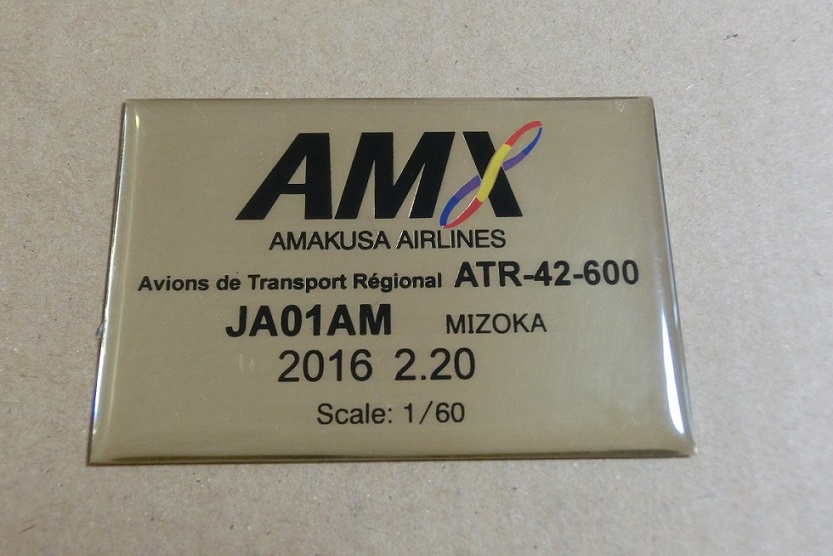 AMX
AMAKUSA AIRLINES
Avions de Transport Régional ATR-42-600
JA01AM MIZOKA
2016 2.20
Scale: 1/60